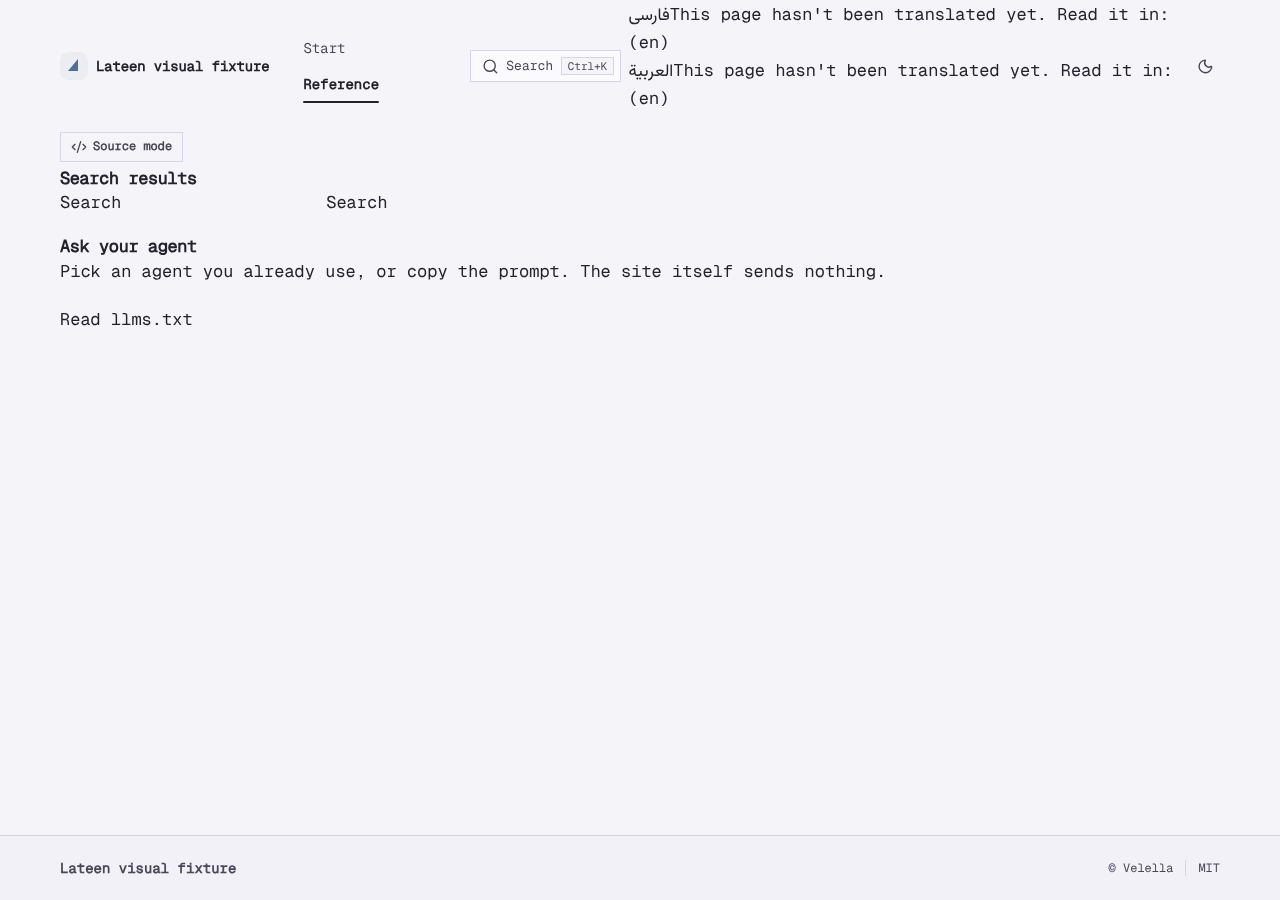 Lateen visual fixture
Start
Reference
Search Ctrl+K
فارسیThis page hasn't been translated yet. Read it in:
(en)
العربيةThis page hasn't been translated yet. Read it in:
(en)
Source mode
Search results
Search Search
Ask your agent
Pick an agent you already use, or copy the prompt. The site itself sends nothing.
Read llms.txt
Lateen visual fixture
© Velella MIT